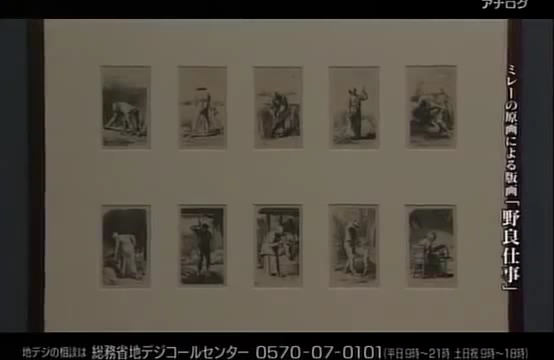 アナログ
ミレーの原画による版画「野良仕事」
地デジの相談は 総務省地デジコールセンター 0570-07-0101(平日9時~21時 土日祝9時~18時)